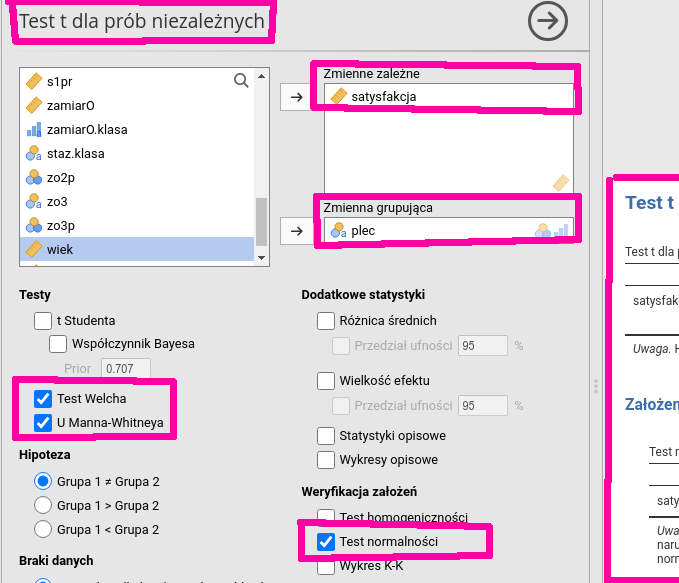 Test t dla prób niezależnych
s1pr
zamiarO
zamiarO.klasa
staz.klasa
zo2p
zo3
zo3p
wiek
Zmienne zależne
satysfakcja
Zmienna grupująca
plec
Testy
t Studenta
Współczynnik Bayesa
Prior 0.707
Test Welcha
U Manna-Whitneya
Hipoteza
Grupa 1 ≠ Grupa 2
Grupa 1 > Grupa 2
Grupa 1 < Grupa 2
Braki danych
Dodatkowe statystyki
Różnica średnich
Przedział ufności 95 %
Wielkość efektu
Przedział ufności 95 %
Statystyki opisowe
Wykresy opisowe
Weryfikacja założeń
Test homogeniczności
Test normalności
Wykres K-K
Test t
Test t dla p
satysfak
Uwaga. H
Założen
Test n
saty
Uwa
naru
norm